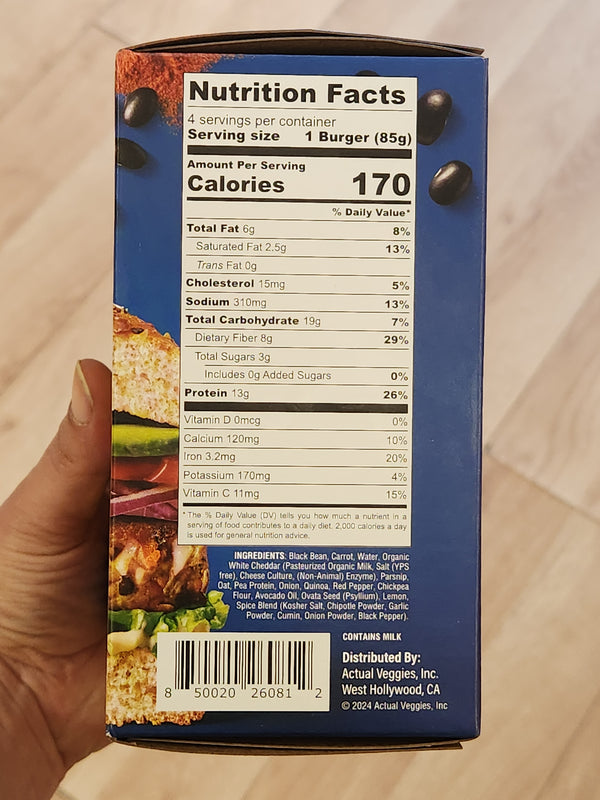 Nutrition Facts
4 servings per container
Serving size 1 Burger (85g)
Amount Per Serving
Calories 170
% Daily Value*
Total Fat 6g 8%
Saturated Fat 2.5g 13%
Trans Fat 0g
Cholesterol 15mg 5%
Sodium 310mg 13%
Total Carbohydrate 19g 7%
Dietary Fiber 8g 29%
Total Sugars 3g
Includes 0g Added Sugars 0%
Protein 13g 26%
Vitamin D 0mcg 0%
Calcium 120mg 10%
Iron 3.2mg 20%
Potassium 170mg 4%
Vitamin C 11mg 15%
*The % Daily Value (DV) tells you how much a nutrient in a
serving of food contributes to a daily diet. 2,000 calories a day
is used for general nutrition advice.
INGREDIENTS: Black Bean, Carrot, Water, Organic
White Cheddar (Pasteurized Organic Milk, Salt (YPS
free), Cheese Culture, (Non-Animal) Enzyme), Parsnip,
Oat, Pea Protein, Onion, Quinoa, Red Pepper, Chickpea
Flour, Avocado Oil, Ovata Seed (Psyllium), Lemon,
Spice Blend (Kosher Salt, Chipotle Powder, Garlic
Powder, Cumin, Onion Powder, Black Pepper).
CONTAINS MILK
Distributed By:
Actual Veggies, Inc.
West Hollywood, CA
© 2024 Actual Veggies, Inc
8 50020 26081 2